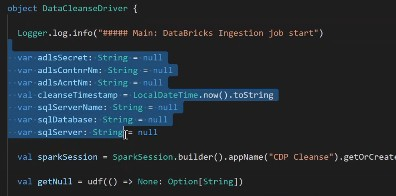 object DataCleanseDriver {
Logger.log.info("##### Main: DataBricks Ingestion job start")
var adlsSecret: String = null
var adlsContnrNm: String = null
var adlsAcntNm: String = null
val cleanseTimestamp = LocalDateTime.now().toString
var sqlServerName: String = null
var sqlDatabase: String = null
var sqlServer: String = null
val sparkSession = SparkSession.builder().appName("CDP Cleanse").getOrCreate
val getNull = udf(() => None: Option[String])